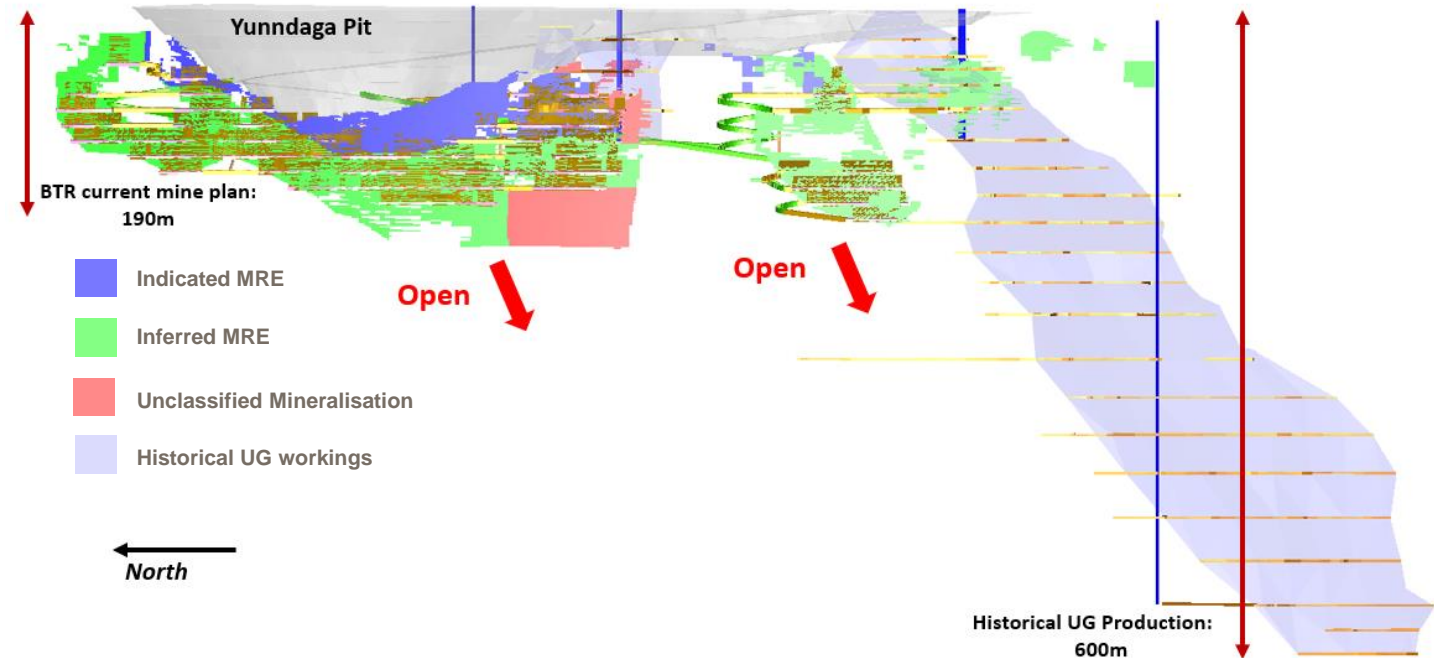 Yunndaga Pit
BTR current mine plan:
190m
Indicated MRE
Inferred MRE
Unclassified Mineralisation
Historical UG workings
Open
Open
North
Historical UG Production:
600m